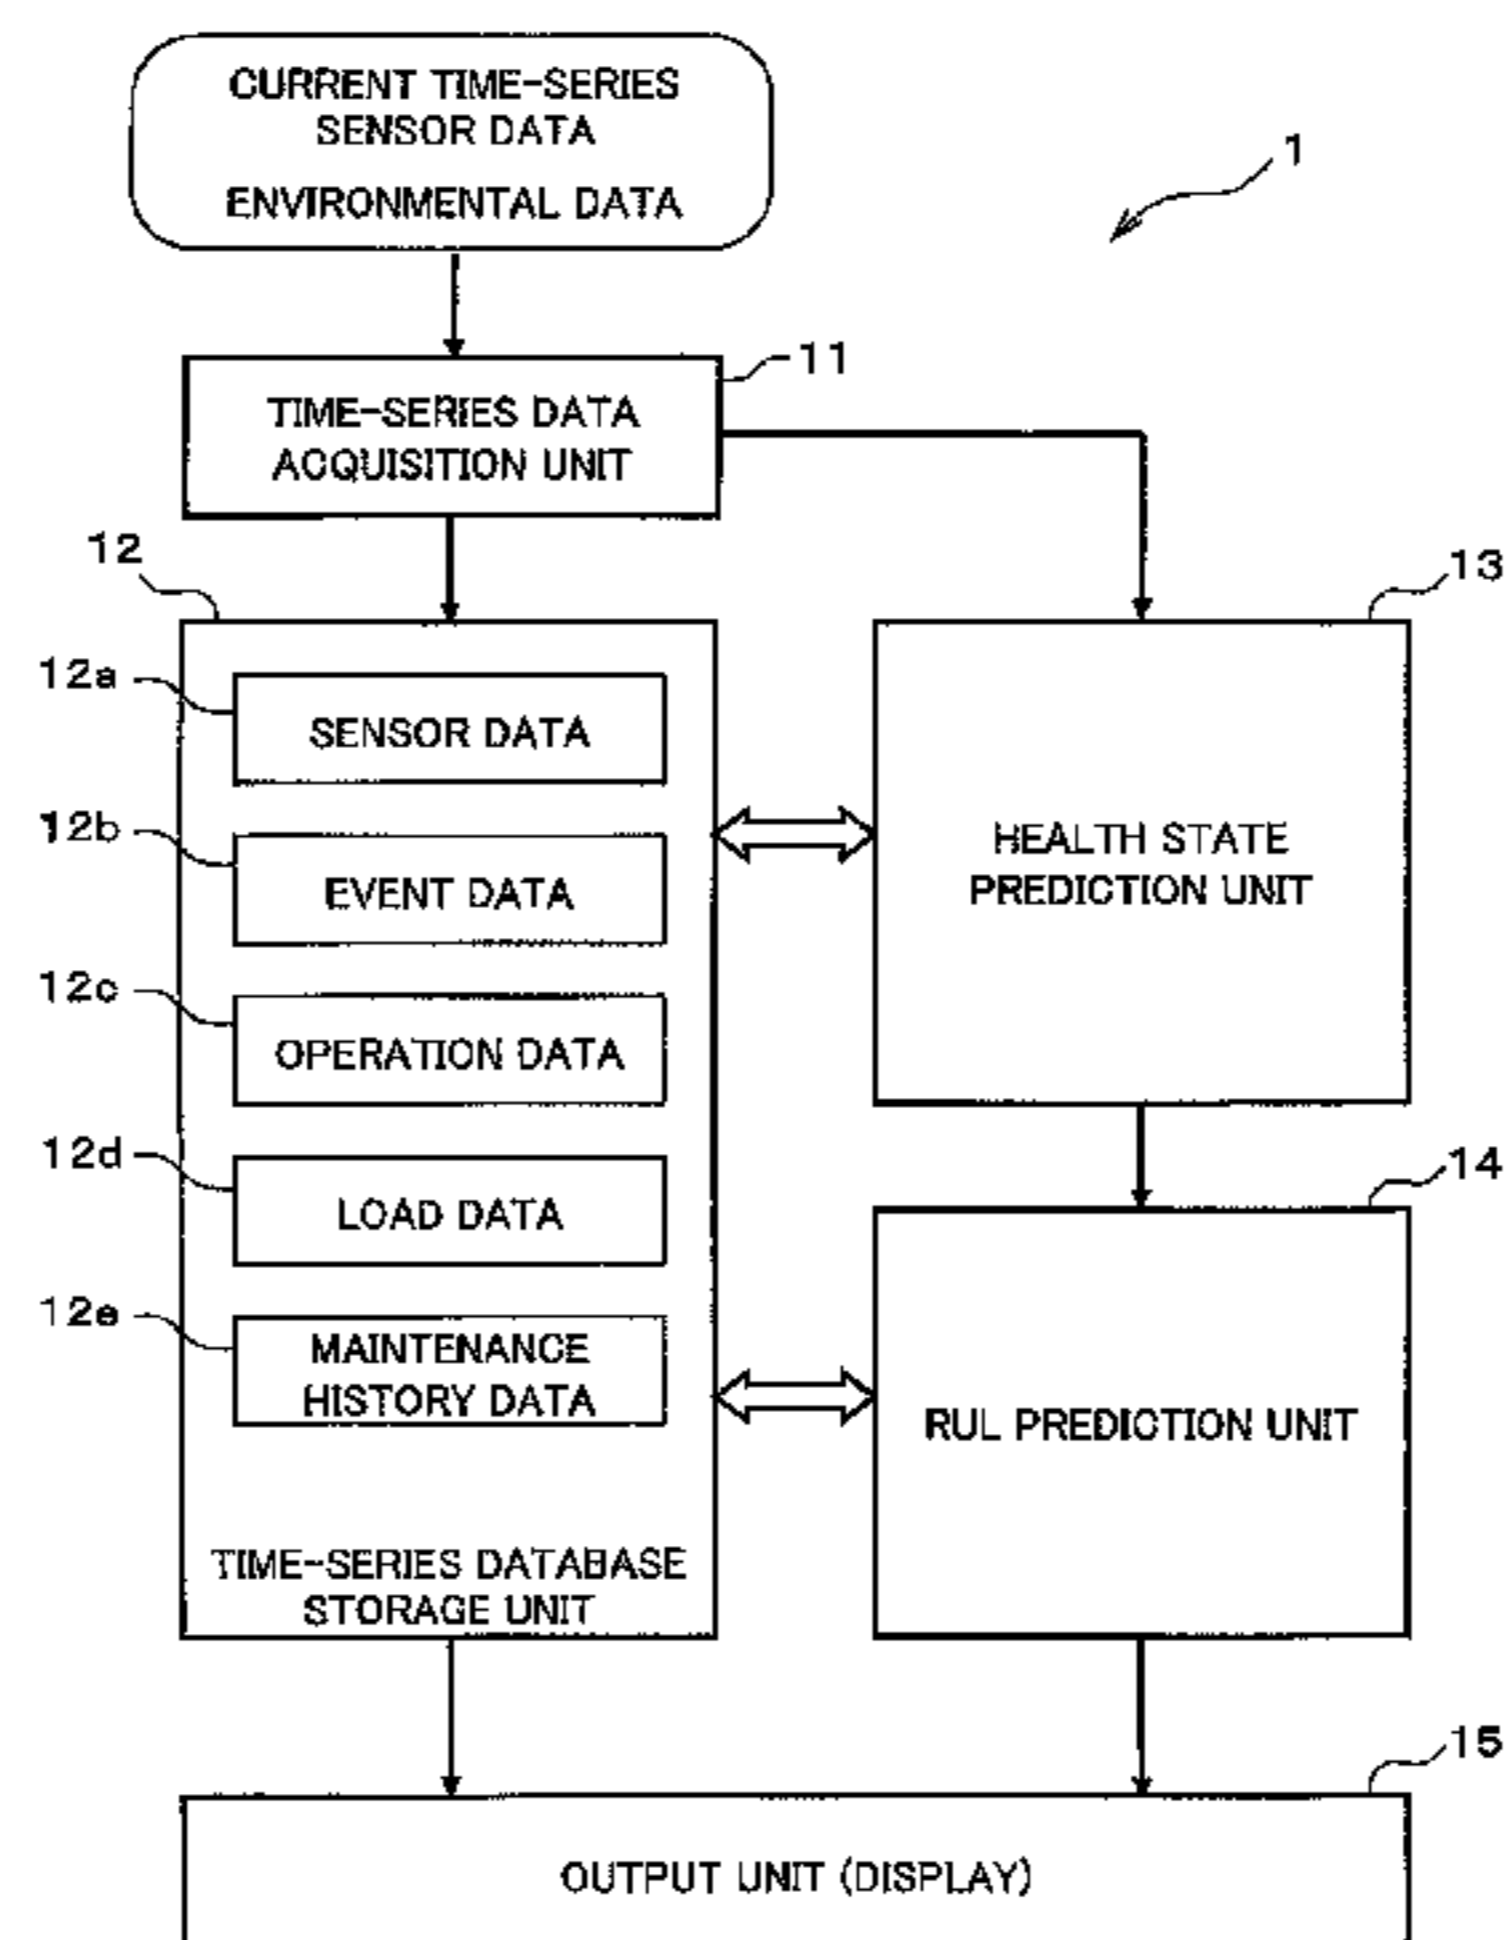 CURRENT TIME-SERIES
SENSOR DATA
ENVIRONMENTAL DATA
1
11
TIME-SERIES DATA
ACQUISITION UNIT
12
13
12a
SENSOR DATA
12b
EVENT DATA
HEALTH STATE
PREDICTION UNIT
12c
OPERATION DATA
12d
LOAD DATA
14
12e
MAINTENANCE
HISTORY DATA
RUL PREDICTION UNIT
TIME-SERIES DATABASE
STORAGE UNIT
15
OUTPUT UNIT (DISPLAY)